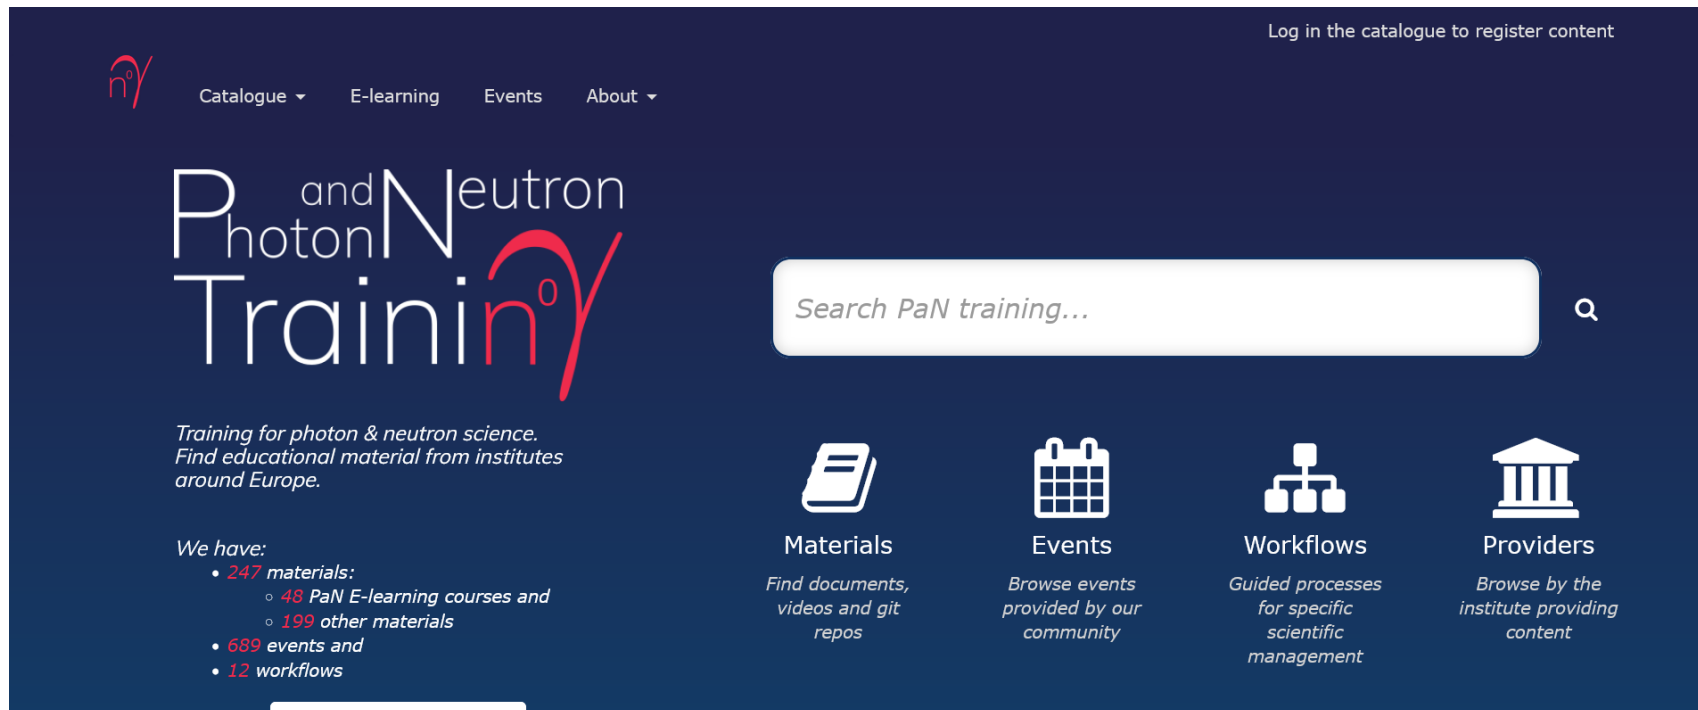 Log in the catalogue to register content
n⁰γ
Catalogue
E-learning
Events
About
Photon and Neutron
Traininⁿ⁰γ
Search PaN training...
Training for photon & neutron science.
Find educational material from institutes
around Europe.
We have:
• 247 materials:
◦ 48 PaN E-learning courses and
◦ 199 other materials
• 689 events and
• 12 workflows
Materials
Find documents,
videos and git
repos
Events
Browse events
provided by our
community
Workflows
Guided processes
for specific
scientific
management
Providers
Browse by the
institute providing
content